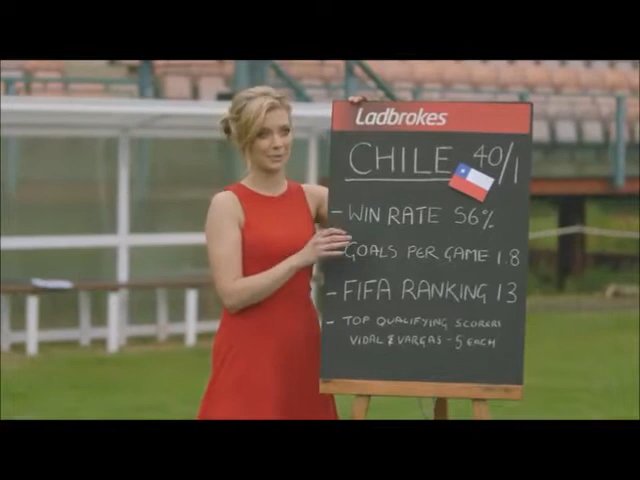 Ladbrokes
CHILE 40/1
- WIN RATE 56%
- GOALS PER GAME 1.8
- FIFA RANKING 13
- TOP QUALIFYING SCORERS
VIDAL & VARGAS - 5 EACH